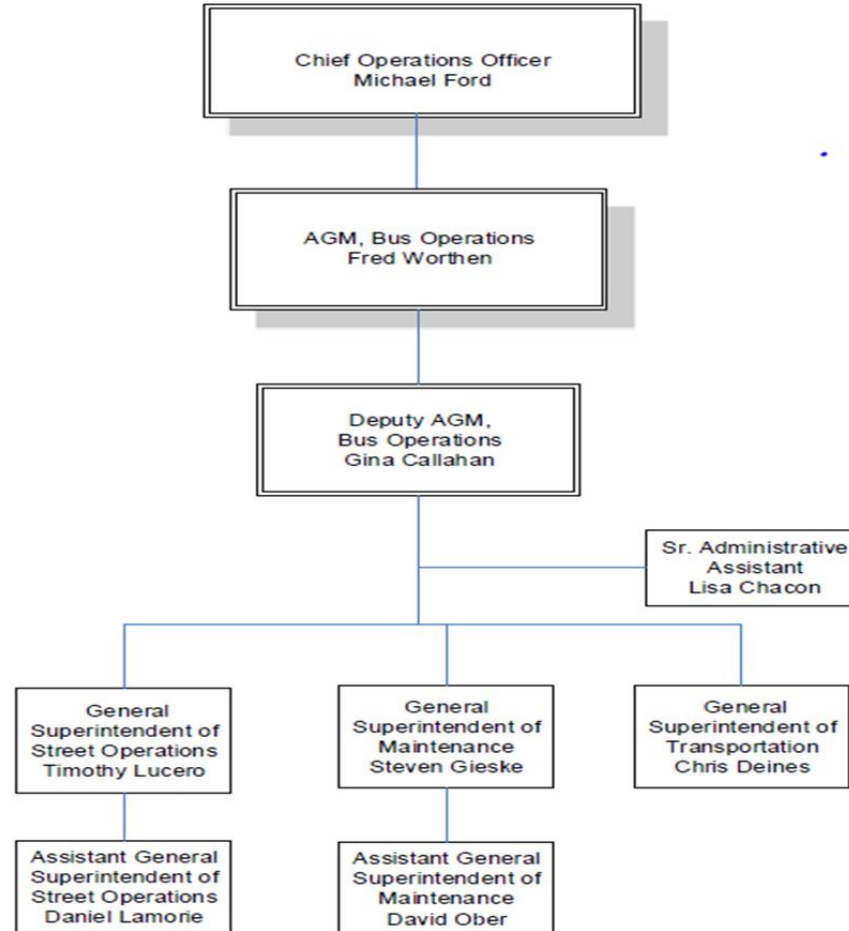 Chief Operations Officer
Michael Ford
AGM, Bus Operations
Fred Worthen
Deputy AGM,
Bus Operations
Gina Callahan
Sr. Administrative
Assistant
Lisa Chacon
General
Superintendent of
Street Operations
Timothy Lucero
General
Superintendent of
Maintenance
Steven Gieske
General
Superintendent of
Transportation
Chris Deines
Assistant General
Superintendent of
Street Operations
Daniel Lamorie
Assistant General
Superintendent of
Maintenance
David Ober